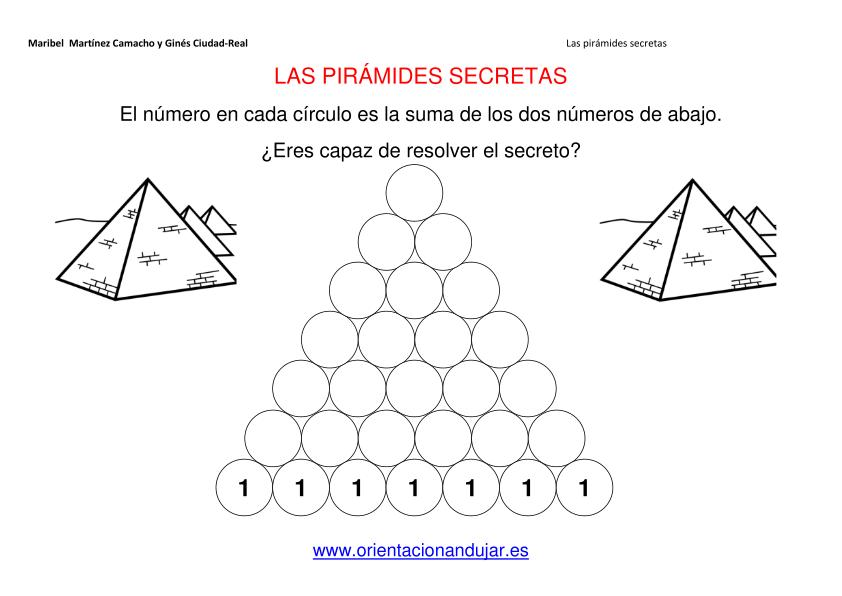 Maribel  Martínez Camacho y Ginés Ciudad-Real
Las pirámides secretas
LAS PIRÁMIDES SECRETAS
El número en cada círculo es la suma de los dos números de abajo.
¿Eres capaz de resolver el secreto?
1 1 1 1 1 1 1
www.orientacionandujar.es